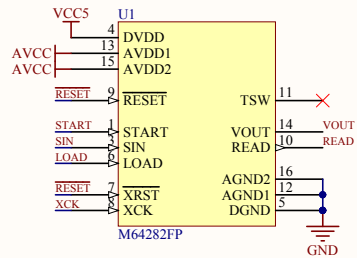 VCC5
U1
4 DVDD
AVCC 13 AVDD1
AVCC 15 AVDD2
RESET 9 RESET
TSW 11
START 1 START
SIN 3 SIN
LOAD 6 LOAD
VOUT 14 VOUT
READ 10 READ
AGND2 16
RESET 7 XRST
AGND1 12
XCK 8 XCK
DGND 5
M64282FP
GND